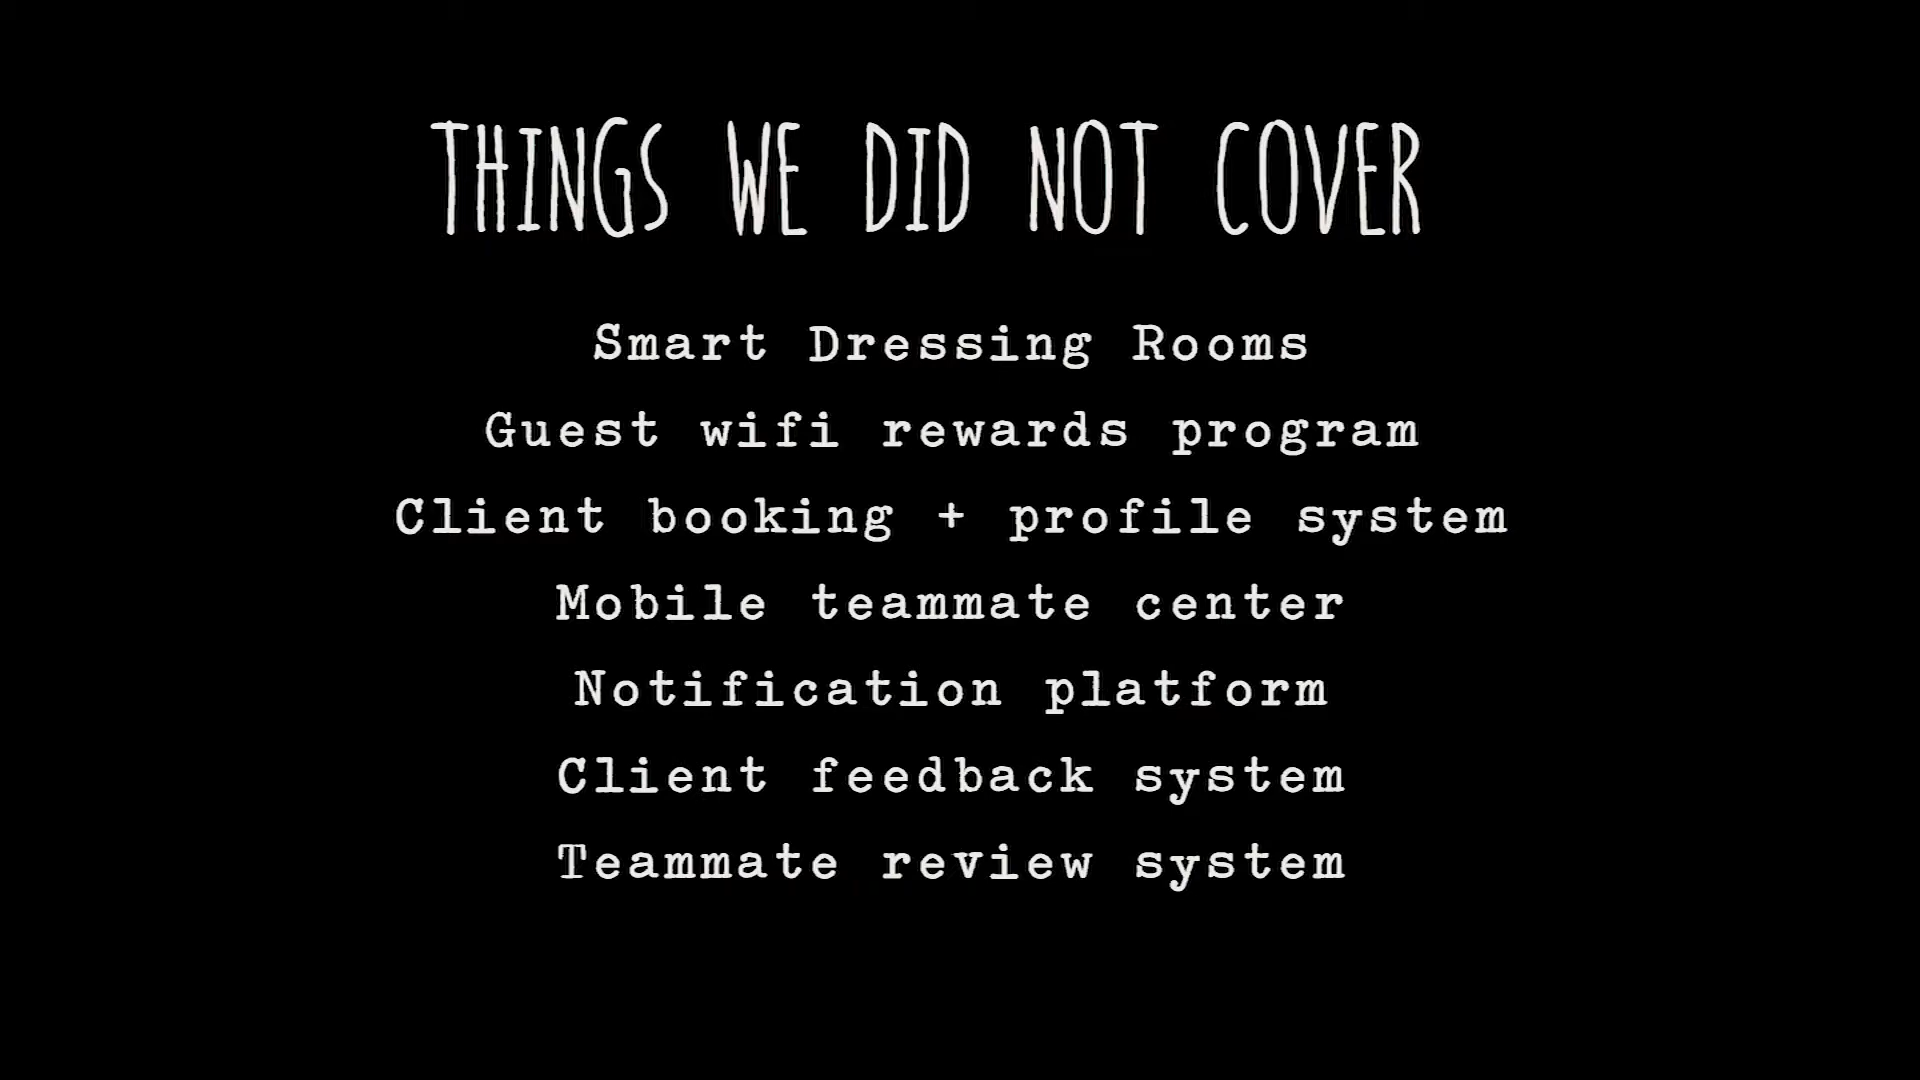 THINGS WE DID NOT COVER
Smart Dressing Rooms
Guest wifi rewards program
Client booking + profile system
Mobile teammate center
Notification platform
Client feedback system
Teammate review system